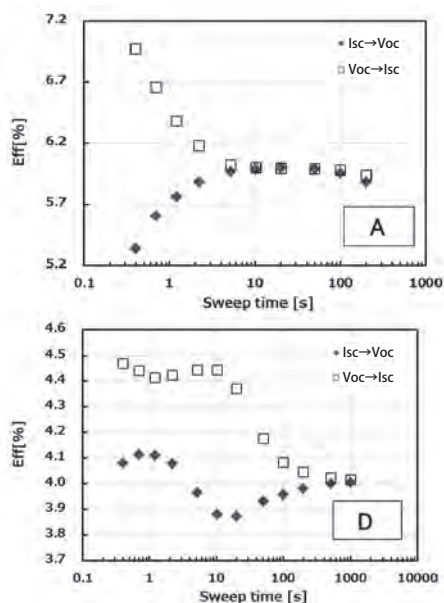 7.2
6.7
6.2
5.7
5.2
Eff[%]
◆ Isc→Voc
□ Voc→Isc
A
0.1 1 10 100 1000
Sweep time [s]
4.6
4.5
4.4
4.3
4.2
4.1
4.0
3.9
3.8
3.7
Eff[%]
◆ Isc→Voc
□ Voc→Isc
D
0.1 1 10 100 1000 10000
Sweep time [s]